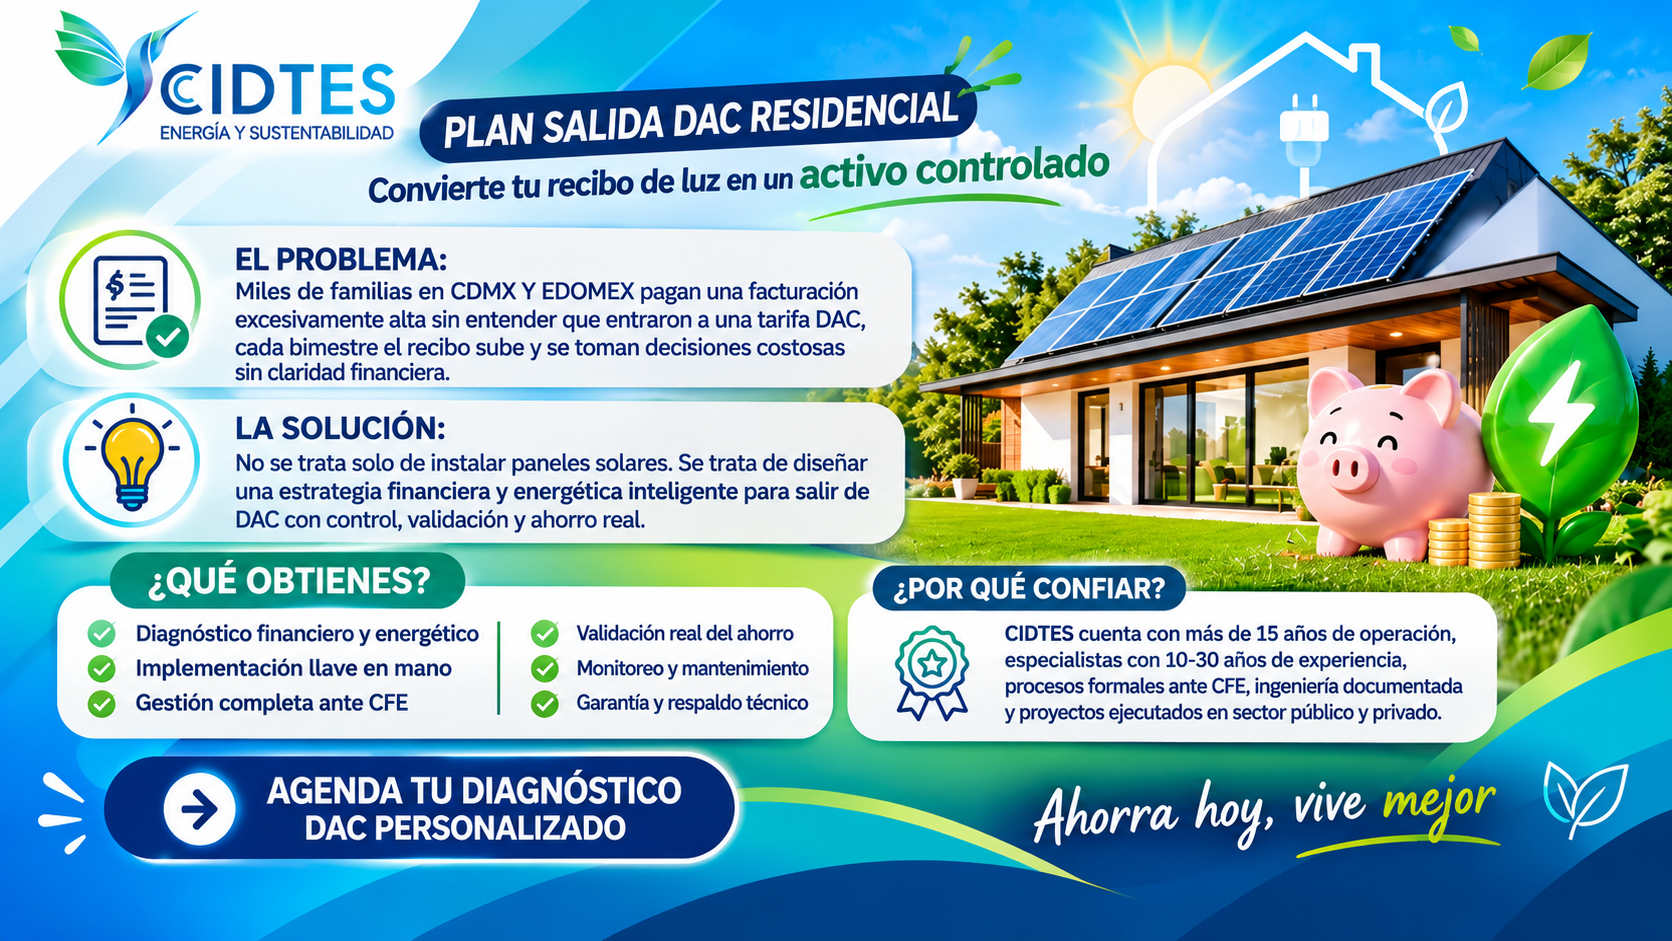 CIDTES
ENERGÍA Y SUSTENTABILIDAD
PLAN SALIDA DAC RESIDENCIAL
Convierte tu recibo de luz en un activo controlado
EL PROBLEMA:
Miles de familias en CDMX Y EDOMEX pagan una facturación
excesivamente alta sin entender que entraron a una tarifa DAC,
cada bimestre el recibo sube y se toman decisiones costosas
sin claridad financiera.
LA SOLUCIÓN:
No se trata solo de instalar paneles solares. Se trata de diseñar
una estrategia financiera y energética inteligente para salir de
DAC con control, validación y ahorro real.
¿QUÉ OBTIENES?
Diagnóstico financiero y energético
Implementación llave en mano
Gestión completa ante CFE
Validación real del ahorro
Monitoreo y mantenimiento
Garantía y respaldo técnico
¿POR QUÉ CONFIAR?
CIDTES cuenta con más de 15 años de operación,
especialistas con 10-30 años de experiencia,
procesos formales ante CFE, ingeniería documentada
y proyectos ejecutados en sector público y privado.
AGENDA TU DIAGNÓSTICO
DAC PERSONALIZADO
Ahorra hoy, vive mejor